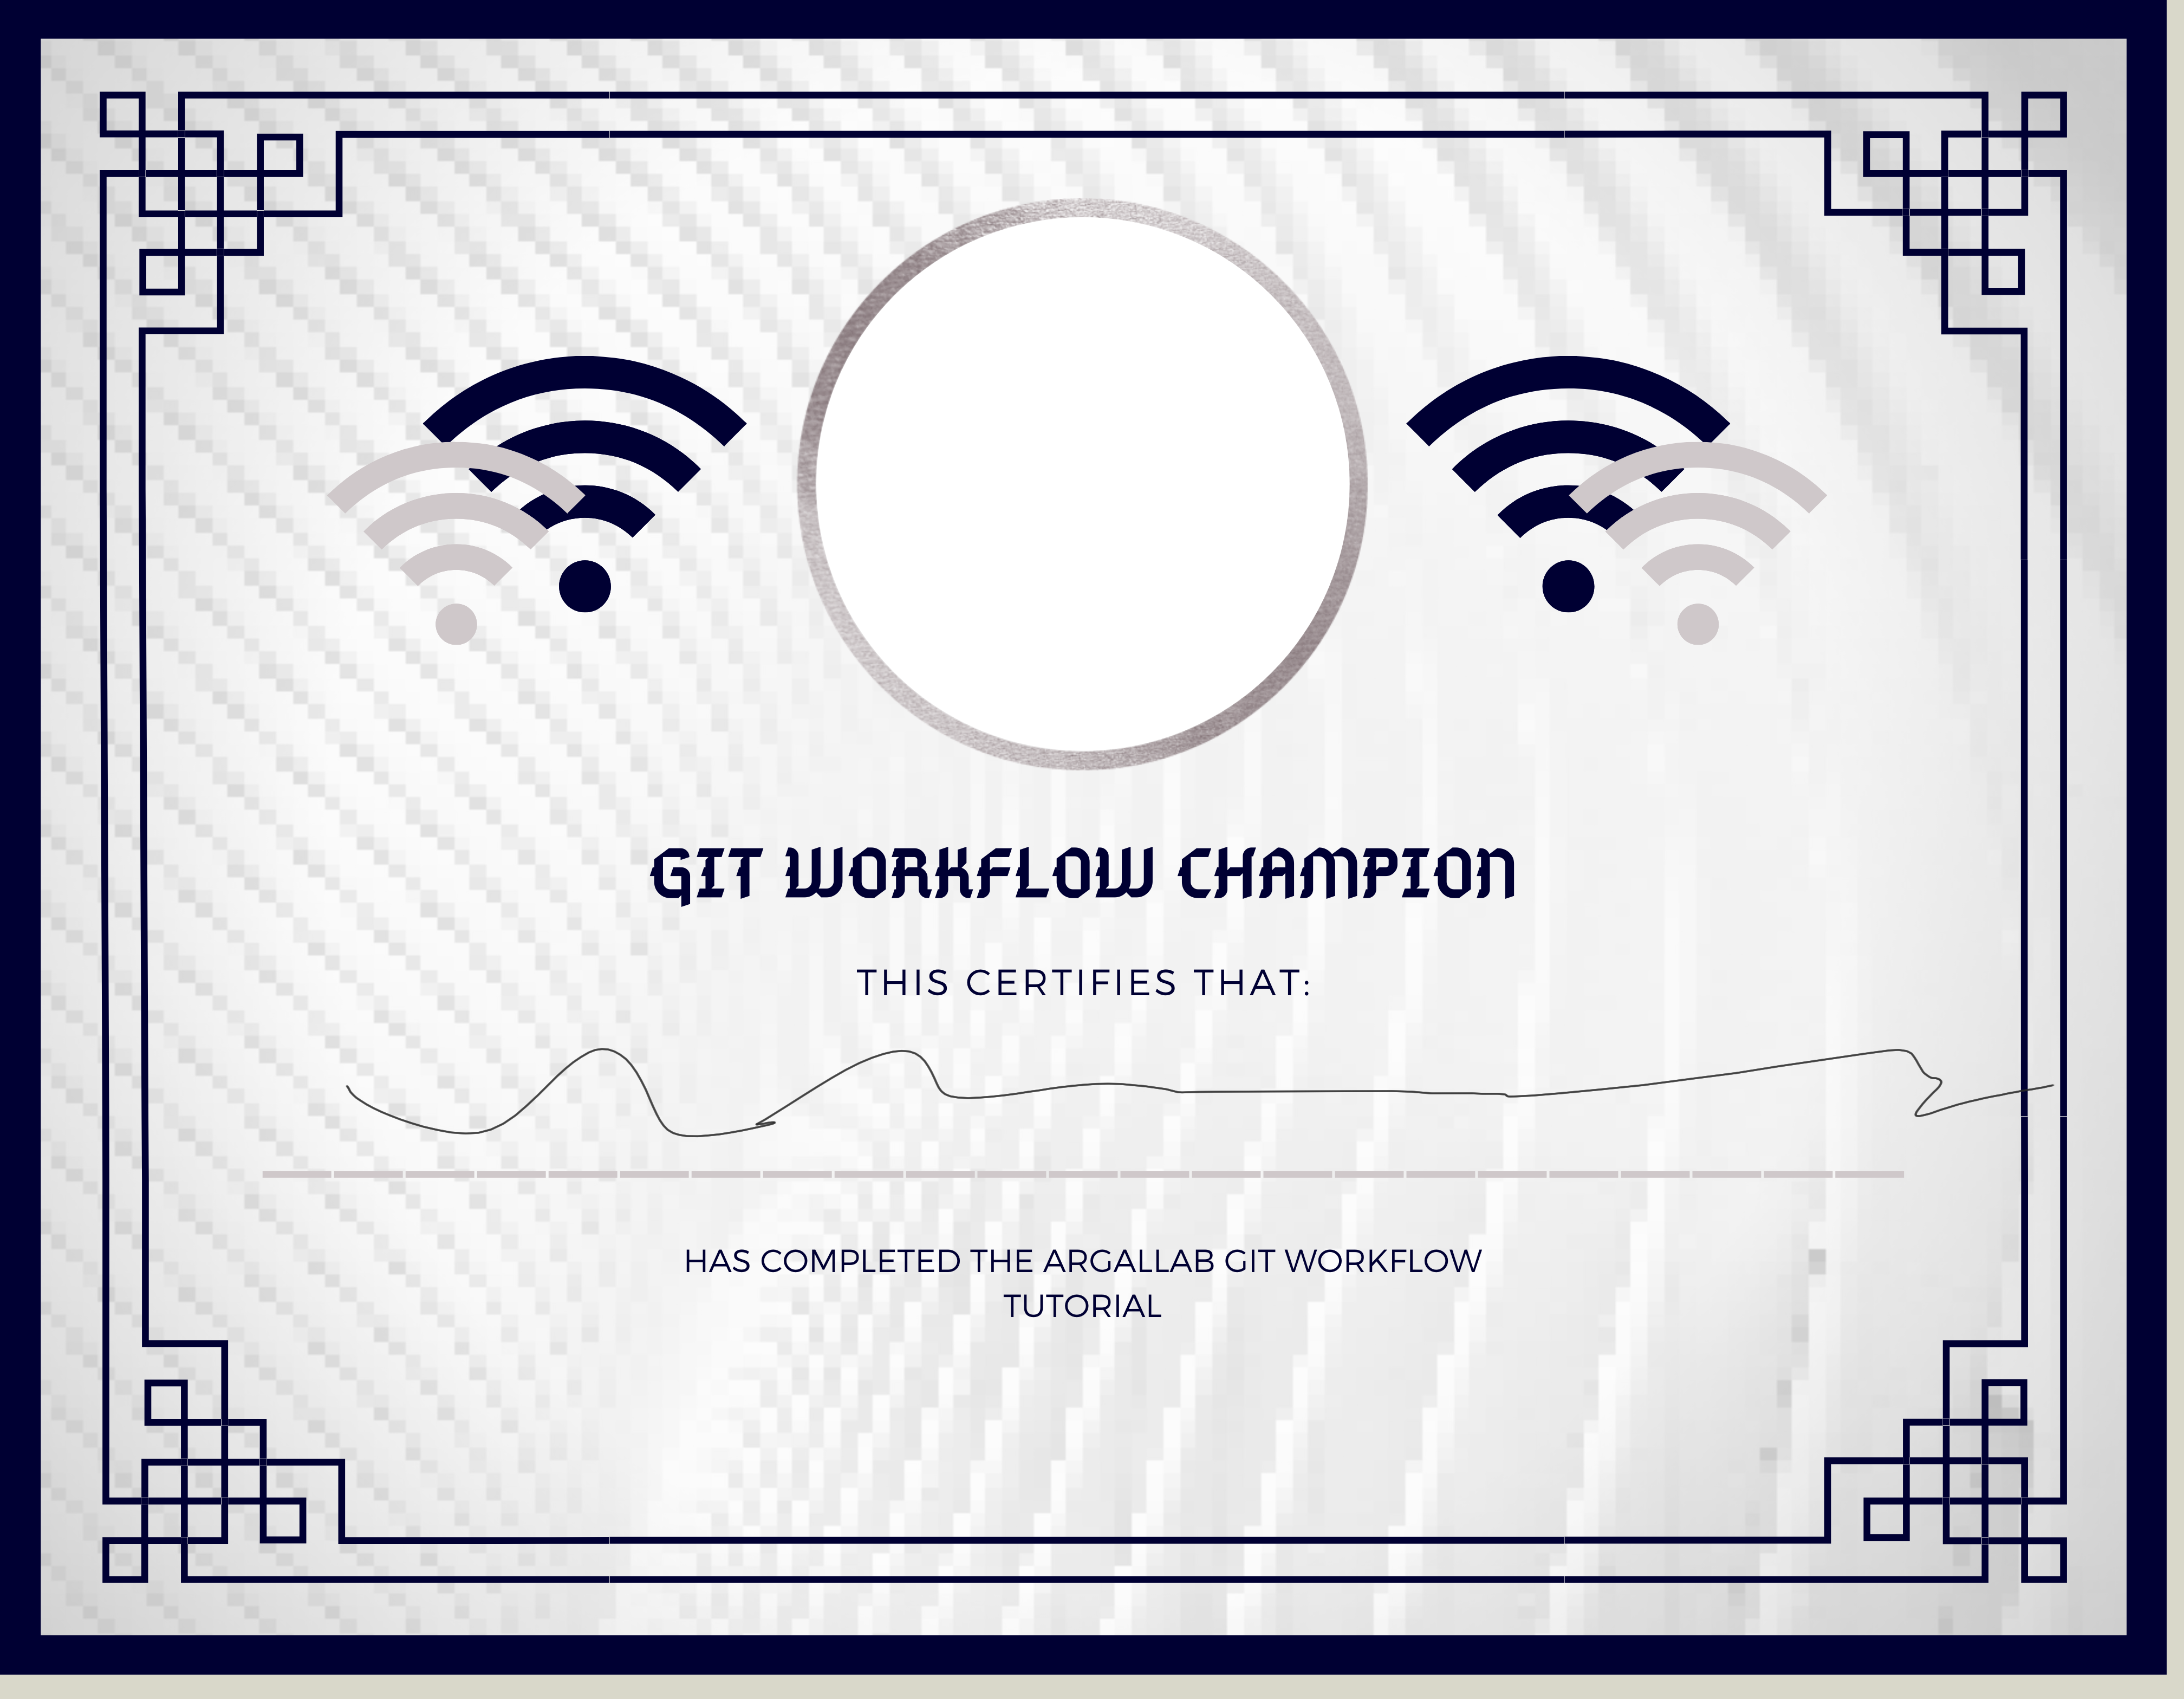 GIT WORKFLOW CHAMPION
THIS CERTIFIES THAT:
HAS COMPLETED THE ARGALLAB GIT WORKFLOW
TUTORIAL